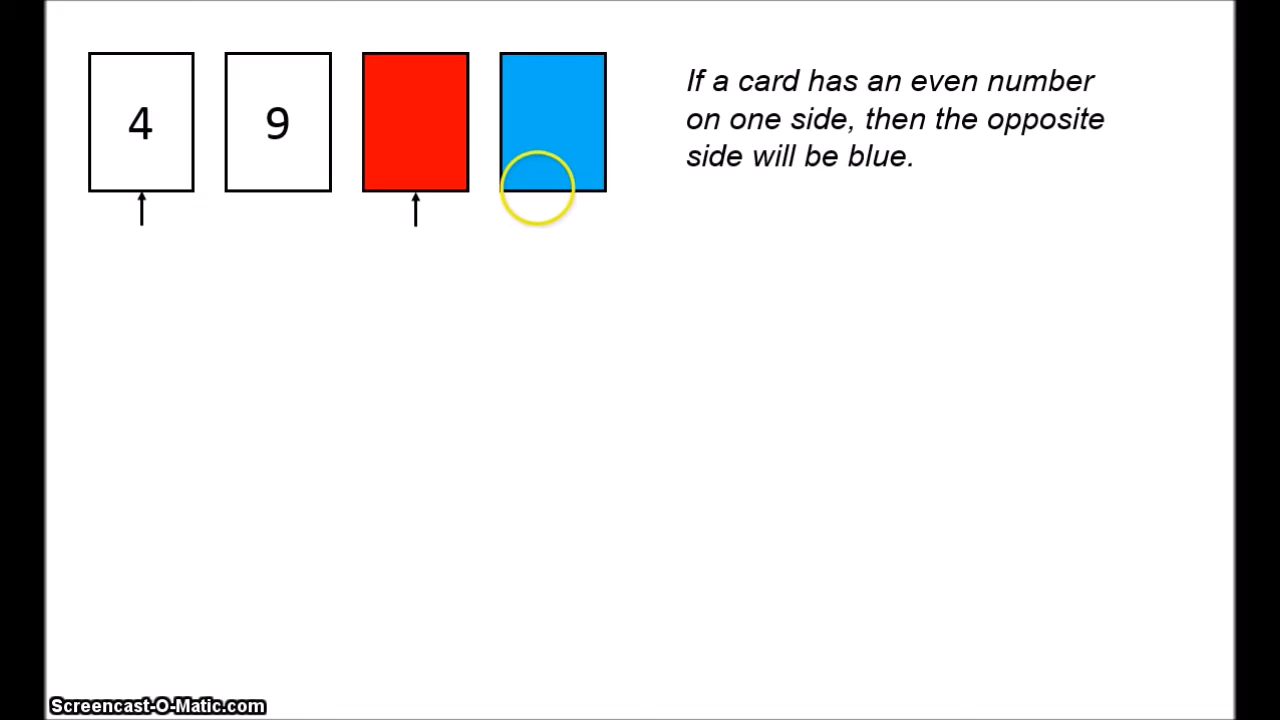 4
9
If a card has an even number
on one side, then the opposite
side will be blue.
Screencast-O-Matic.com